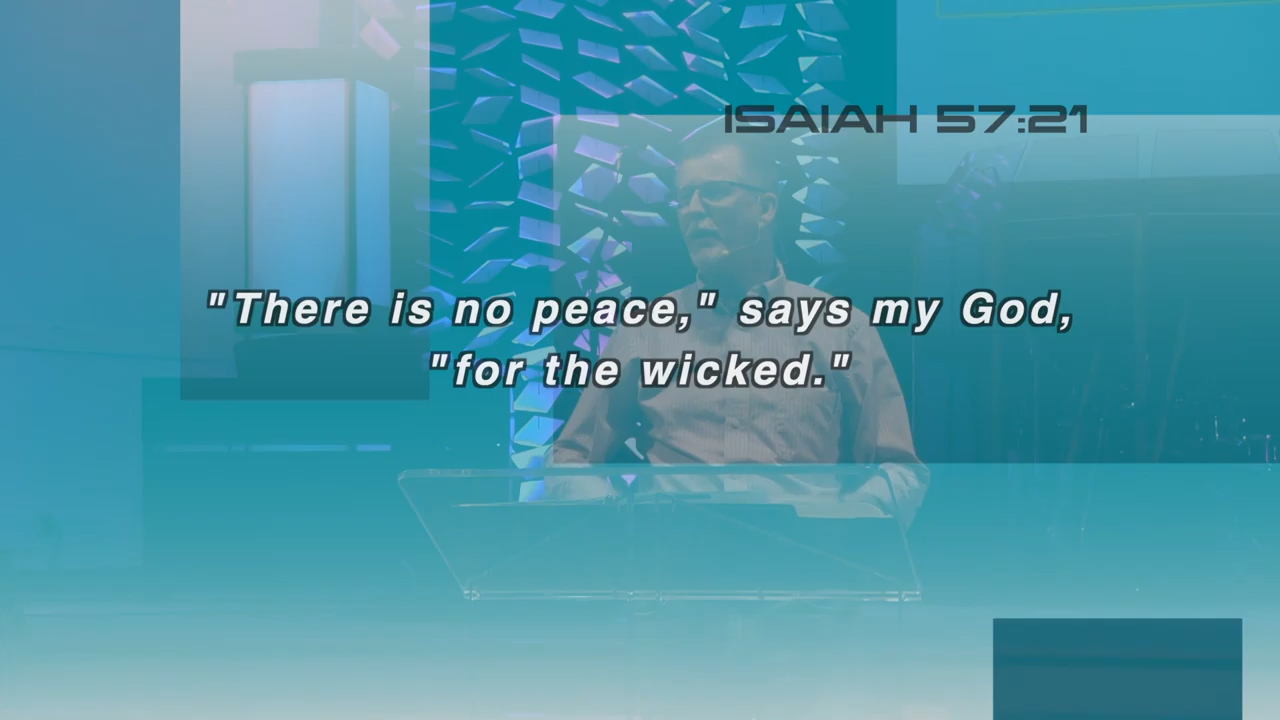 ISAIAH 57:21
"There is no peace," says my God,
"for the wicked."